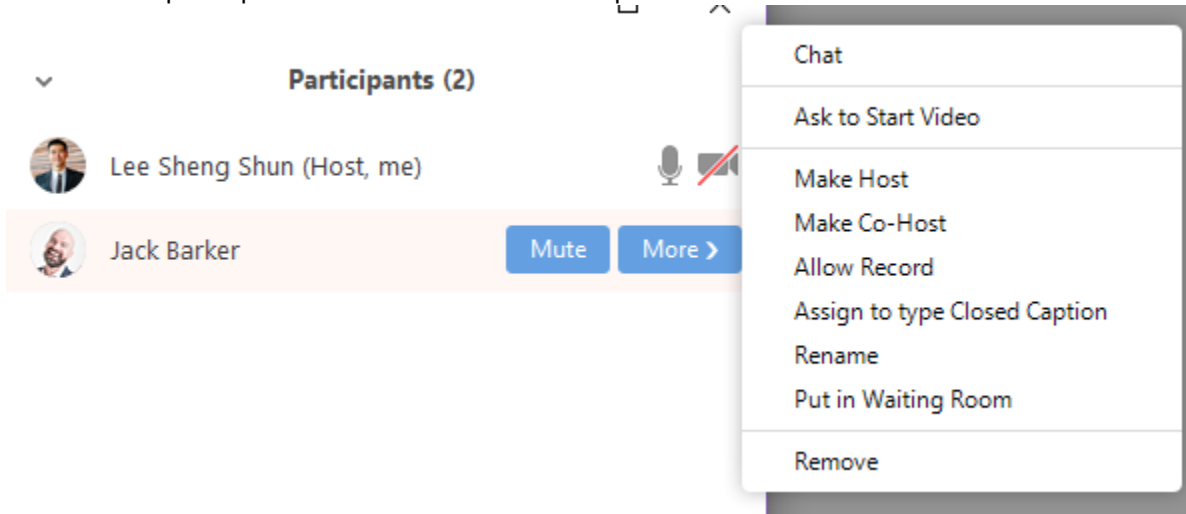 Participants (2)
Lee Sheng Shun (Host, me)
Jack Barker
Mute
More
Chat
Ask to Start Video
Make Host
Make Co-Host
Allow Record
Assign to type Closed Caption
Rename
Put in Waiting Room
Remove